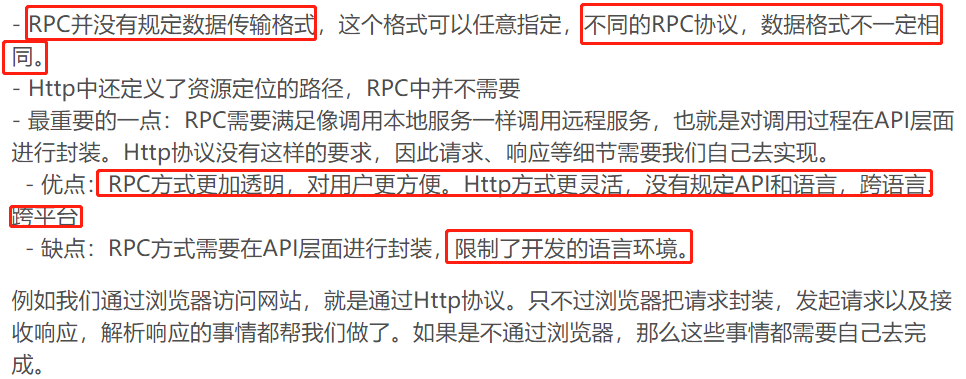 - RPC并没有规定数据传输格式，这个格式可以任意指定，不同的RPC协议，数据格式不一定相
同。
- Http中还定义了资源定位的路径，RPC中并不需要
- 最重要的一点：RPC需要满足像调用本地服务一样调用远程服务，也就是对调用过程在API层面
进行封装。Http协议没有这样的要求，因此请求、响应等细节需要我们自己去实现。
- 优点：RPC方式更加透明，对用户更方便。Http方式更灵活，没有规定API和语言，跨语言、
跨平台
- 缺点：RPC方式需要在API层面进行封装，限制了开发的语言环境。
例如我们通过浏览器访问网站，就是通过Http协议。只不过浏览器把请求封装，发起请求以及接
收响应，解析响应的事情都帮我们做了。如果是不通过浏览器，那么这些事情都需要自己去完
成。